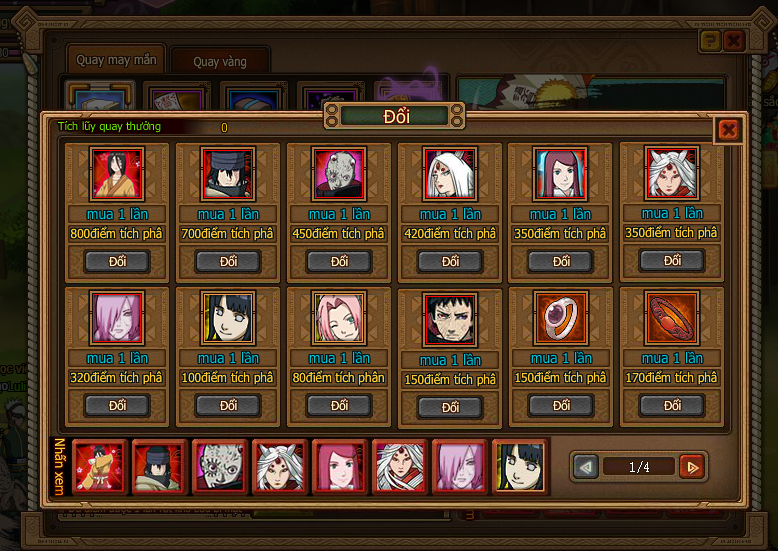 Quay may mắn
Quay vàng
?
Đổi
Tích lũy quay thưởng 0
mua 1 lần
800điểm tích phâ
Đổi
mua 1 lần
700điểm tích phâ
Đổi
mua 1 lần
450điểm tích phâ
Đổi
mua 1 lần
420điểm tích phâ
Đổi
mua 1 lần
350điểm tích phâ
Đổi
mua 1 lần
350điểm tích phâ
Đổi
mua 1 lần
320điểm tích phâ
Đổi
mua 1 lần
100điểm tích phâ
Đổi
mua 1 lần
80điểm tích phân
Đổi
mua 1 lần
150điểm tích phâ
Đổi
mua 1 lần
150điểm tích phâ
Đổi
mua 1 lần
170điểm tích phâ
Đổi
Nhấn xem
1/4